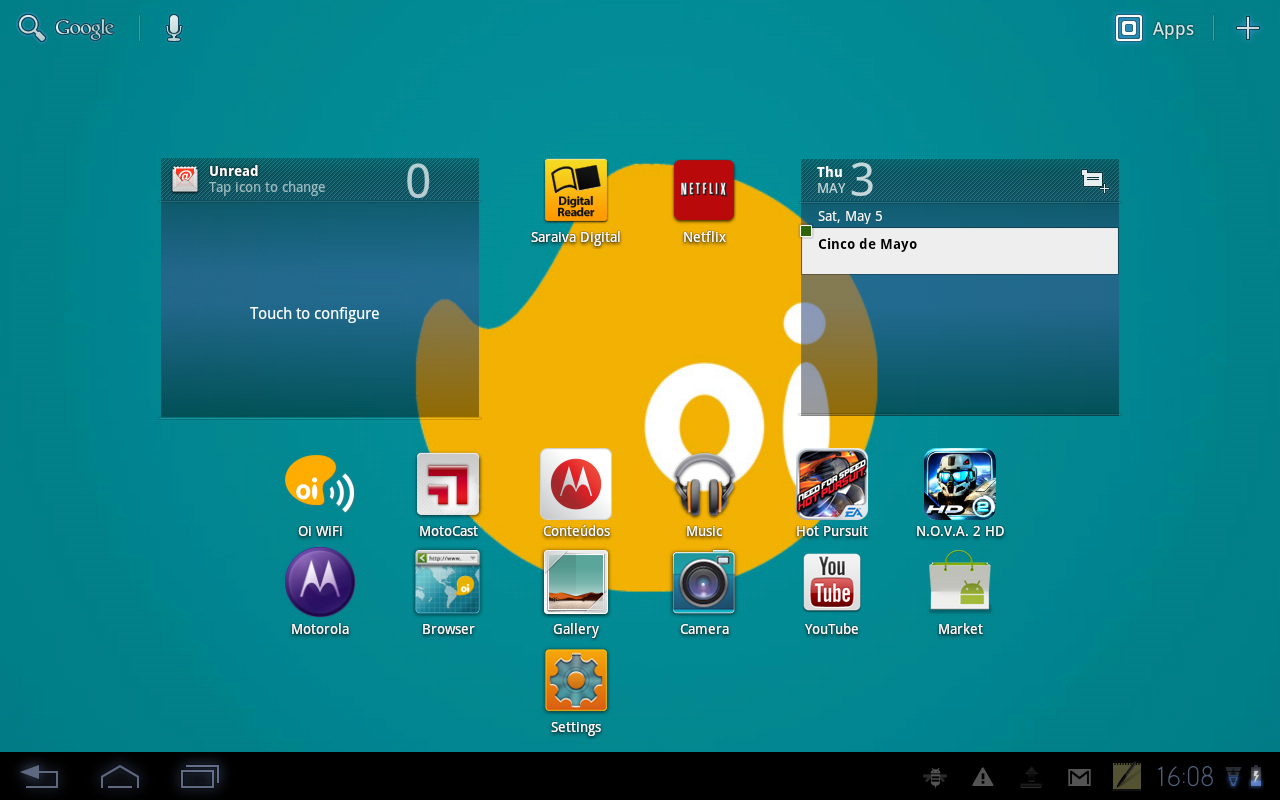 Google
Apps
Unread
Tap icon to change
0
Touch to configure
Digital
Reader
Saraiva Digital
NETFLIX
Netflix
Thu
MAY
3
Sat, May 5
Cinco de Mayo
oi
oi
Oi WiFi
MotoCast
Conteúdos
Music
NEED FOR SPEED
HOT PURSUIT
EA
Hot Pursuit
HD 2
N.O.V.A. 2 HD
Motorola
http://www.
oi
Browser
Gallery
Camera
You
Tube
YouTube
Market
Settings
16:08